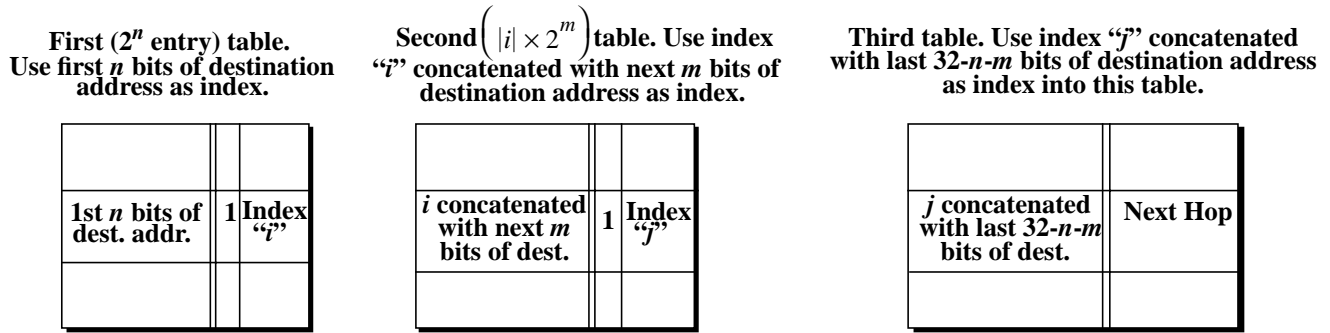 First (2^n entry) table.
Use first n bits of destination
address as index.
Second (|i| × 2^m) table. Use index
“i” concatenated with next m bits of
destination address as index.
Third table. Use index “j” concatenated
with last 32-n-m bits of destination address
as index into this table.
1st n bits of
dest. addr.
1
Index
“i”
i concatenated
with next m
bits of dest.
1
Index
“j”
j concatenated
with last 32-n-m
bits of dest.
Next Hop